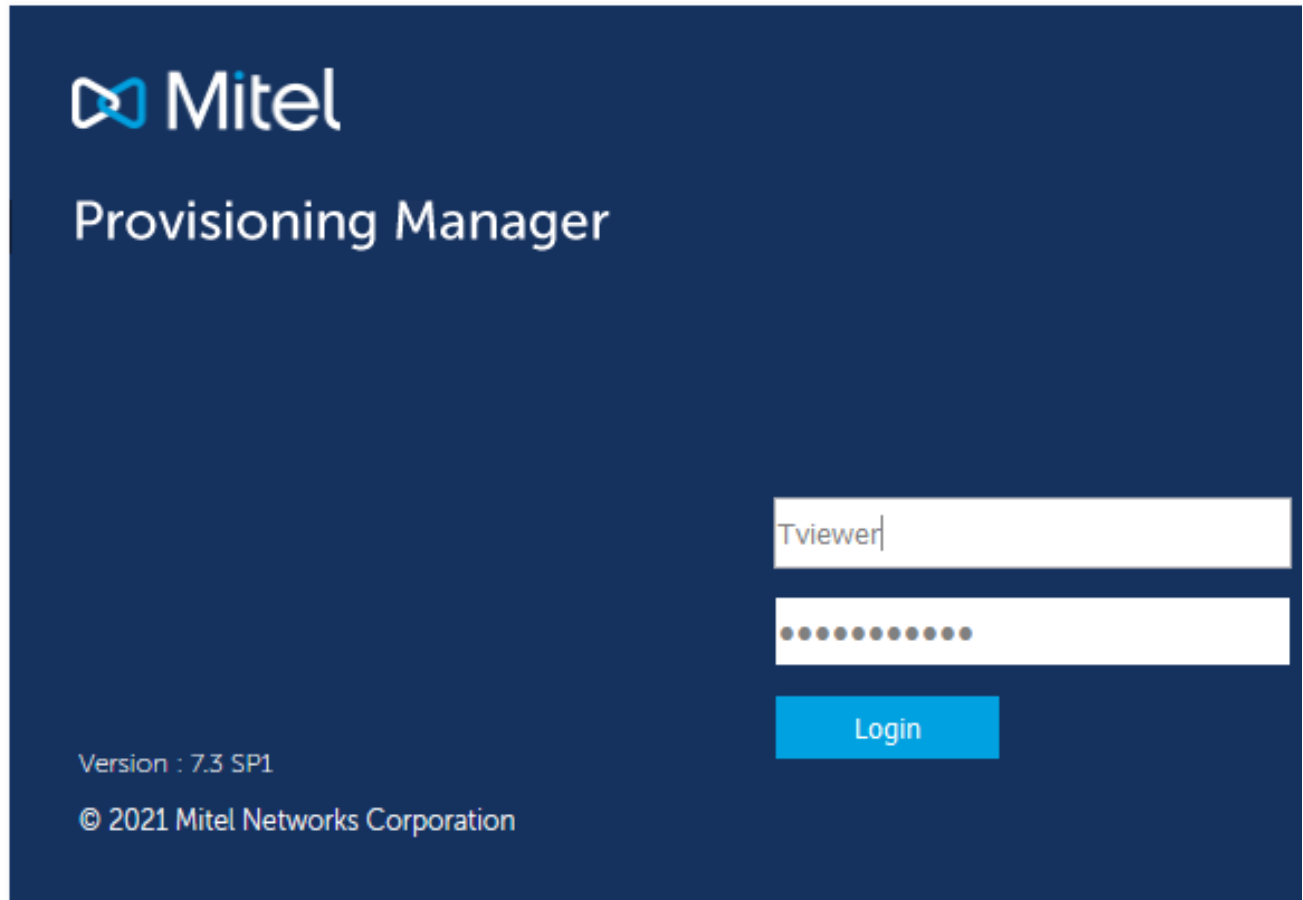 Mitel
Provisioning Manager
Tviewer
●●●●●●●●●●●
Login
Version : 7.3 SP1
© 2021 Mitel Networks Corporation